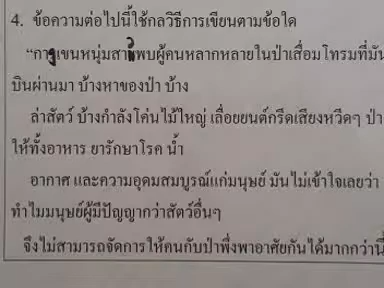 4. ข้อความต่อไปนี้ใช้กลวิธีการเขียนตามข้อใด
“การุเขนหนุ่มสาวพบผู้คนหลากหลายในป่าเสื่อมโทรมที่มัน
บินผ่านมา บ้างหาของป่า บ้าง
ล่าสัตว์ บ้างกำลังโค่นไม้ใหญ่ เลื่อยยนต์กรีดเสียงหวีดๆ ป่า
ให้ทั้งอาหาร ยารักษาโรค น้ำ
อากาศ และความอุดมสมบูรณ์แก่มนุษย์ มันไม่เข้าใจเลยว่า
ทำไมมนุษย์ผู้มีปัญญากว่าสัตว์อื่นๆ
จึงไม่สามารถจัดการให้คนกับป่าพึ่งพาอาศัยกันได้มากกว่านี้